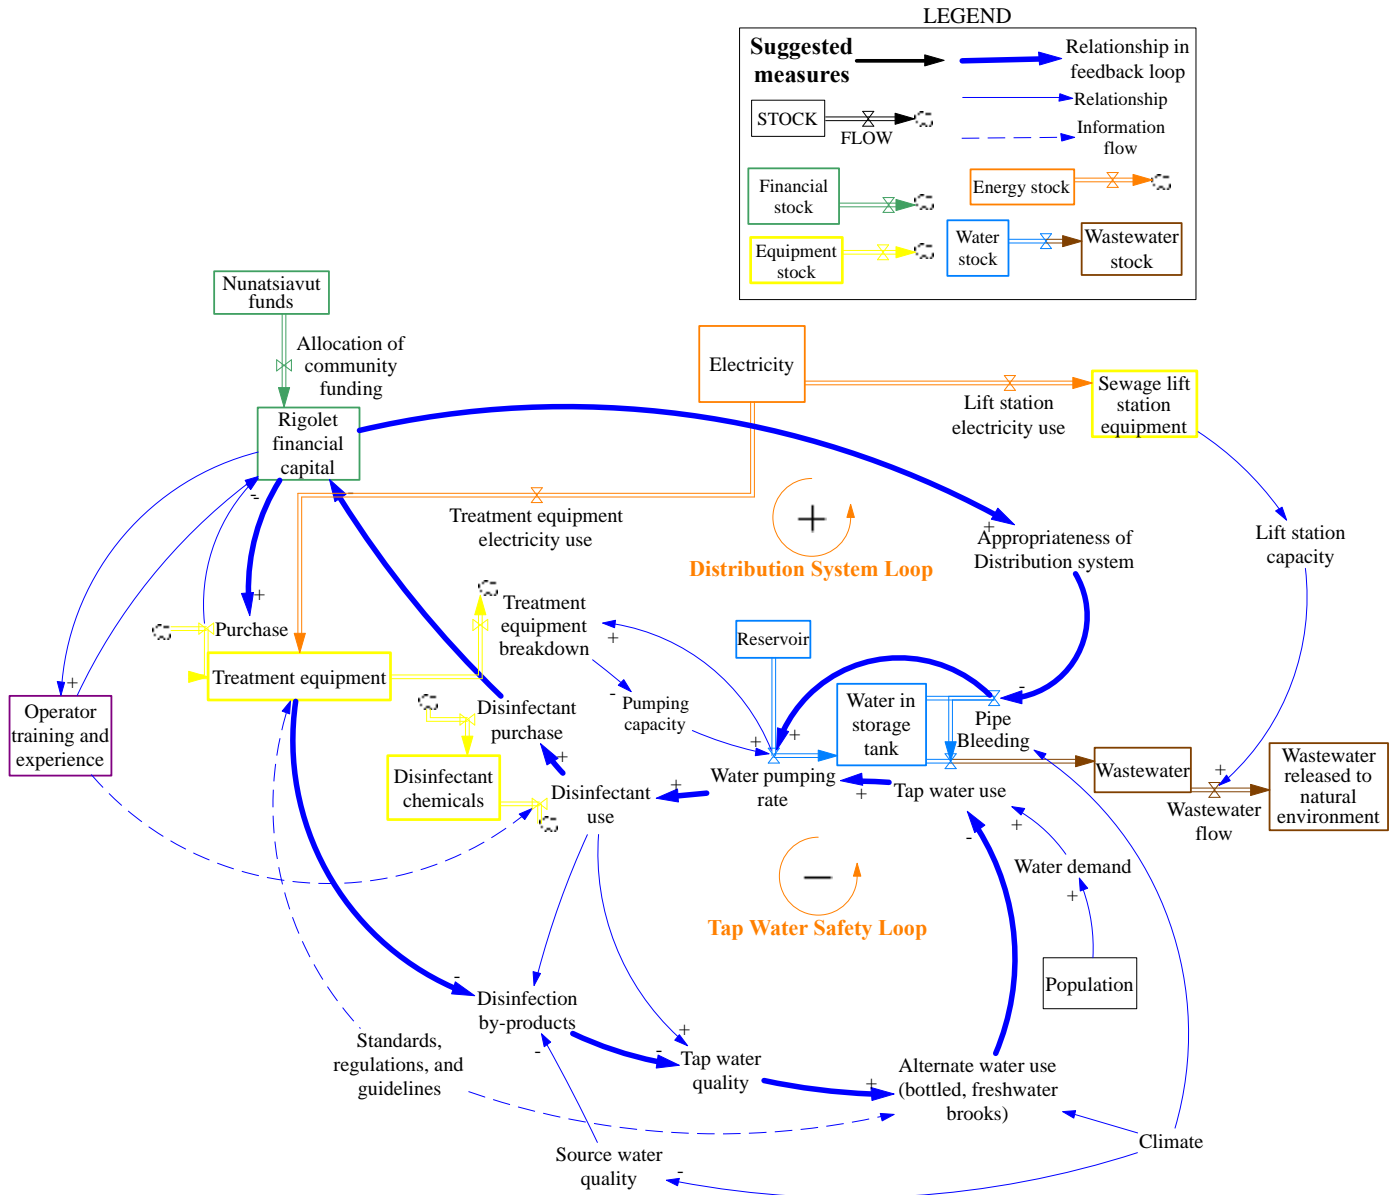 LEGEND
Suggested
measures
Relationship in
feedback loop
Relationship
STOCK
FLOW
Information
flow
Financial
stock
Energy stock
Equipment
stock
Water
stock
Wastewater
stock
Nunatsiavut
funds
Allocation of
community
funding
Electricity
Sewage lift
station
equipment
Lift station
electricity use
Rigolet
financial
capital
-
-
+
Treatment equipment
electricity use
+
Distribution System Loop
+
Appropriateness of
Distribution system
Lift station
capacity
Purchase
Treatment
equipment
breakdown
+
Reservoir
Treatment equipment
+
Operator
training and
experience
-
Pumping
capacity
Disinfectant
purchase
Water in
storage
tank
-
Pipe
Bleeding
+
+
Water pumping
rate
Disinfectant
chemicals
+
Disinfectant
use
+
+
Tap water use
Wastewater
+
Wastewater
flow
Wastewater
released to
natural
environment
-
+
Water demand
+
−
Tap Water Safety Loop
Population
-
-
Disinfection
by-products
-
-
+
Tap water
quality
Standards,
regulations, and
guidelines
+
Alternate water use
(bottled, freshwater
brooks)
Climate
Source water
quality
-